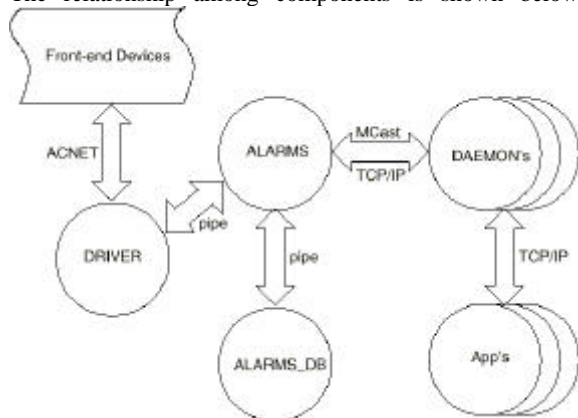 The relationship among components is shown below
Front-end Devices
ACNET
MCast
ALARMS
DAEMON's
TCP/IP
pipe
DRIVER
pipe
TCP/IP
ALARMS_DB
App's